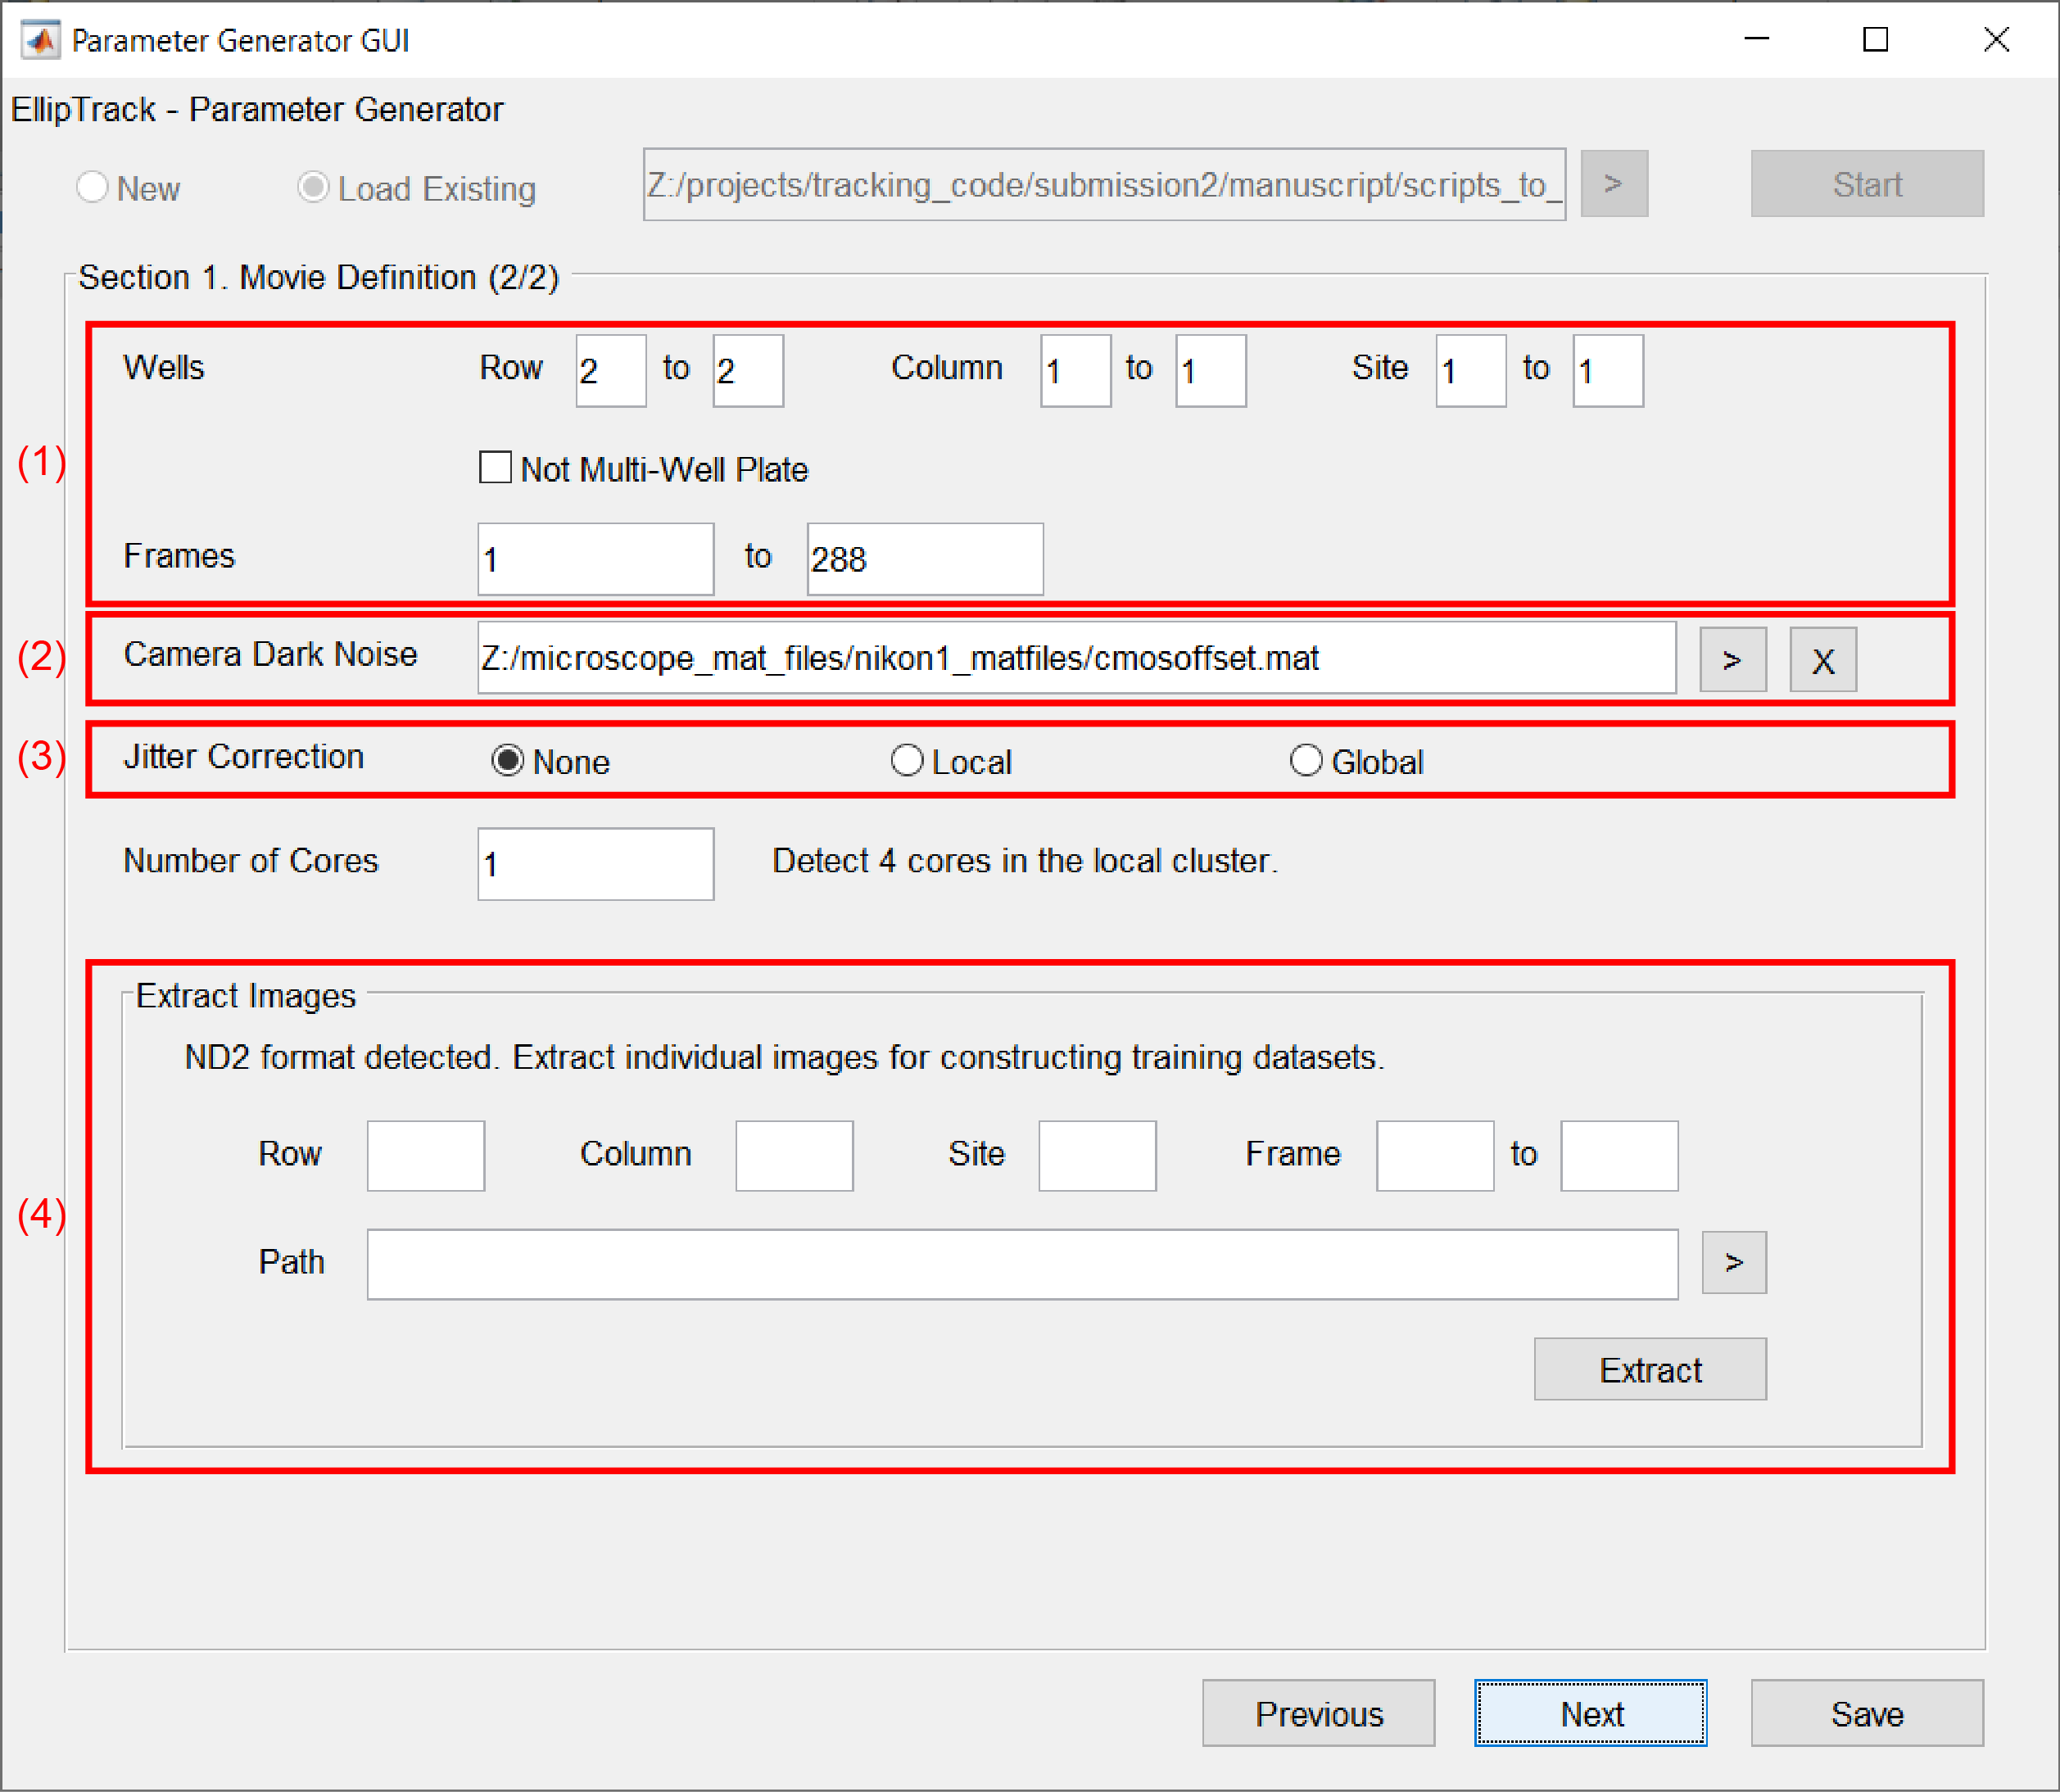 Parameter Generator GUI
EllipTrack - Parameter Generator
New Load Existing Z:/projects/tracking_code/submission2/manuscript/scripts_to_ > Start
Section 1. Movie Definition (2/2)
Wells Row 2 to 2 Column 1 to 1 Site 1 to 1
(1) Not Multi-Well Plate
Frames 1 to 288
(2) Camera Dark Noise Z:/microscope_mat_files/nikon1_matfiles/cmosoffset.mat > X
(3) Jitter Correction None Local Global
Number of Cores 1 Detect 4 cores in the local cluster.
Extract Images
ND2 format detected. Extract individual images for constructing training datasets.
Row Column Site Frame to
(4)
Path >
Extract
Previous Next Save